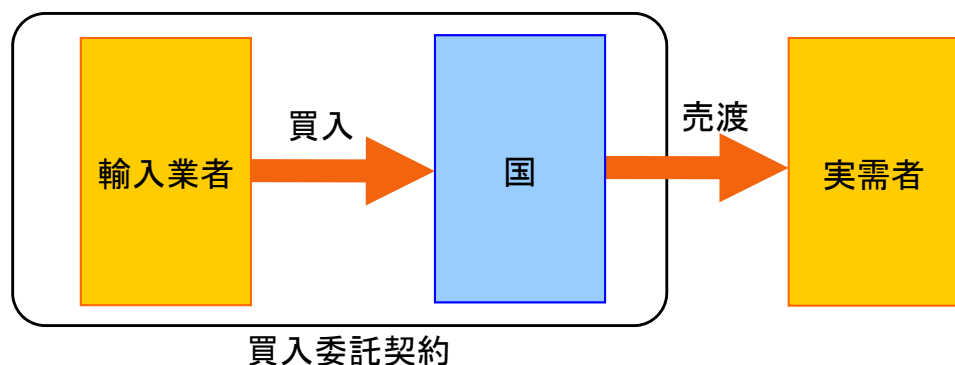 輸入業者
買入
国
売渡
実需者
買入委託契約